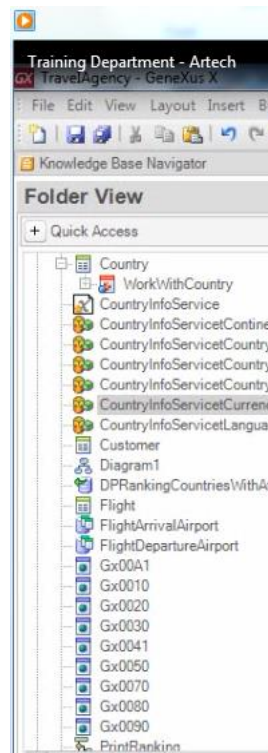 Training Department - Artech
TravelAgency - GeneXus X
File Edit View Layout Insert B
Knowledge Base Navigator
Folder View
Quick Access
Country
WorkWithCountry
CountryInfoService
CountryInfoServicetContine
CountryInfoServicetCountry
CountryInfoServicetCountry
CountryInfoServicetCountry
CountryInfoServicetCurrenc
CountryInfoServicetLangua
Customer
Diagram1
DPRankingCountriesWithA
Flight
FlightArrivalAirport
FlightDepartureAirport
Gx00A1
Gx0010
Gx0020
Gx0030
Gx0041
Gx0050
Gx0070
Gx0080
Gx0090
PrintRanking